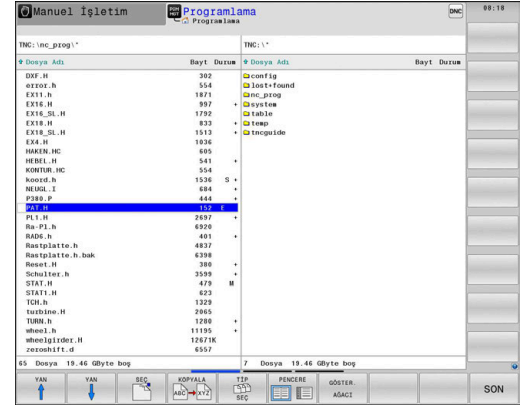 Manuel İşletim
Programlama
Programlama
DNC
08:18
TNC:\nc_prog\*
TNC:\*
Dosya Adı Bayt Durum
Dosya Adı Bayt Durum
DXF.H 302
error.h 554
EX11.h 1871
EX16.H 997 +
EX16_SL.H 1792
EX18.H 833 +
EX18_SL.H 1513 +
EX4.H 1036
HAKEN.HC 605
HEBEL.H 541 +
KONTUR.HC 554
koord.h 1536 S +
NEUGL.I 684 +
P380.P 444 +
PAT.H 152 E
PL1.H 2697 +
Ra-Pl.h 6920
RAD6.h 401 +
Rastplatte.h 4837
Rastplatte.h.bak 6398
Reset.H 380 +
Schulter.h 3599 +
STAT.H 479 M
STAT1.H 623
TCH.h 1329
turbine.H 2065
TURN.h 1280 +
wheel.h 11195 +
wheelgirder.H 12671K
zeroshift.d 6557
65 Dosya 19.46 GByte boş
config
lost+found
nc_prog
system
table
temp
tncguide
7 Dosya 19.46 GByte boş
YAN
YAN
SEÇ
KOPYALA
ABC XYZ
TİP
SEÇ
PENCERE
GÖSTER.
AĞACI
SON